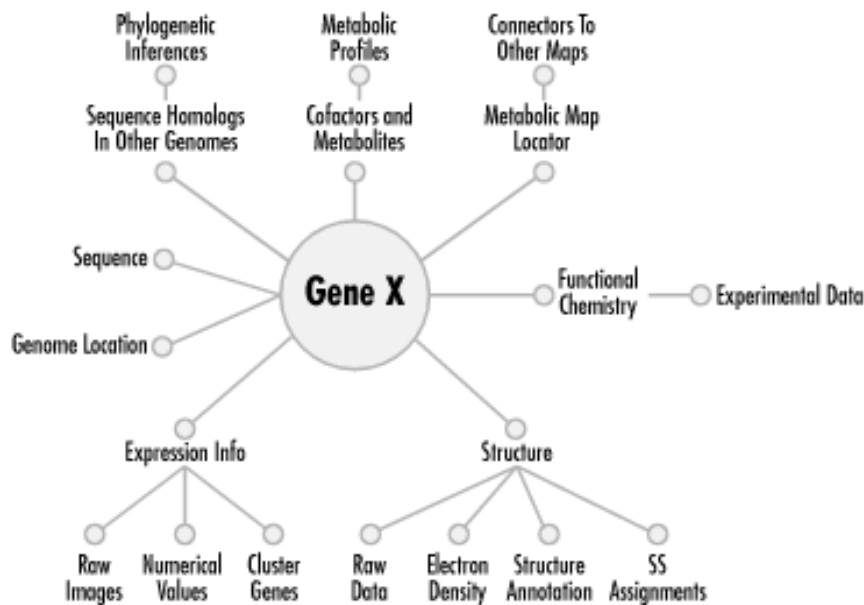 Phylogenetic
Inferences
Metabolic
Profiles
Connectors To
Other Maps
Sequence Homologs
In Other Genomes
Cofactors and
Metabolites
Metabolic Map
Locator
Sequence
Gene X
Functional
Chemistry
Experimental Data
Genome Location
Expression Info
Structure
Raw
Images
Numerical
Values
Cluster
Genes
Raw
Data
Electron
Density
Structure
Annotation
SS
Assignments